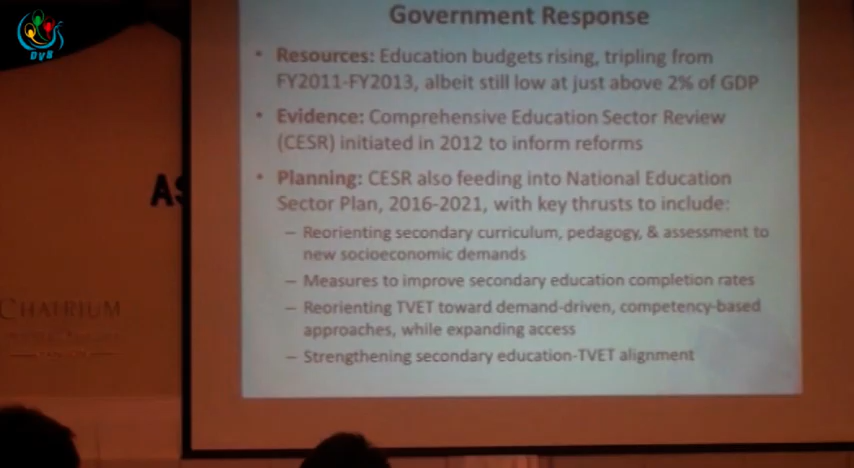 DVB
Government Response
• Resources: Education budgets rising, tripling from
FY2011-FY2013, albeit still low at just above 2% of GDP
• Evidence: Comprehensive Education Sector Review
(CESR) initiated in 2012 to inform reforms
• Planning: CESR also feeding into National Education
Sector Plan, 2016-2021, with key thrusts to include:
– Reorienting secondary curriculum, pedagogy, & assessment to
new socioeconomic demands
– Measures to improve secondary education completion rates
– Reorienting TVET toward demand-driven, competency-based
approaches, while expanding access
– Strengthening secondary education-TVET alignment
AS
CHATRIUM